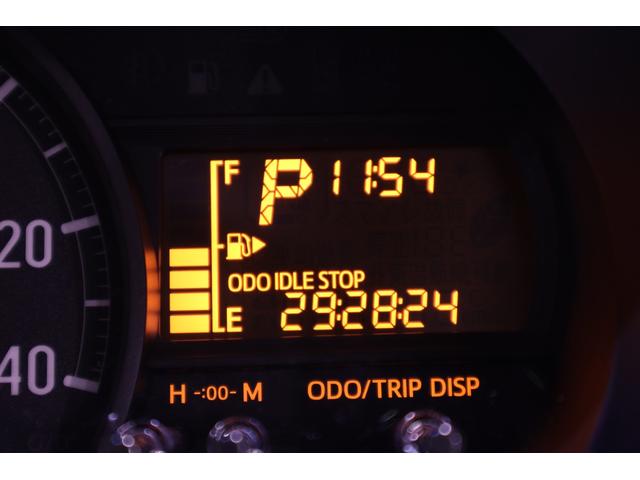 F P 11:54
ODO IDLE STOP
E 29:28:24
20
40
H -:00- M ODO/TRIP DISP